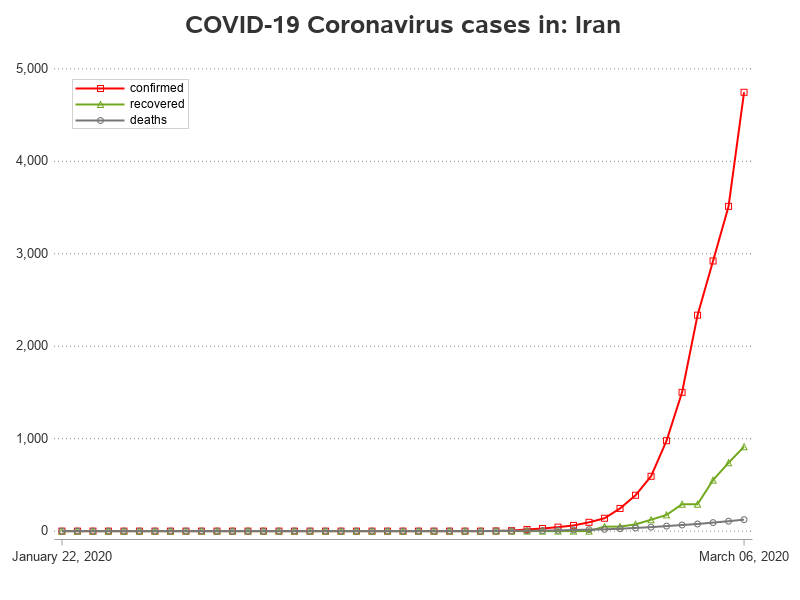 COVID-19 Coronavirus cases in: Iran
5,000
confirmed
recovered
deaths
4,000
3,000
2,000
1,000
0
January 22, 2020
March 06, 2020